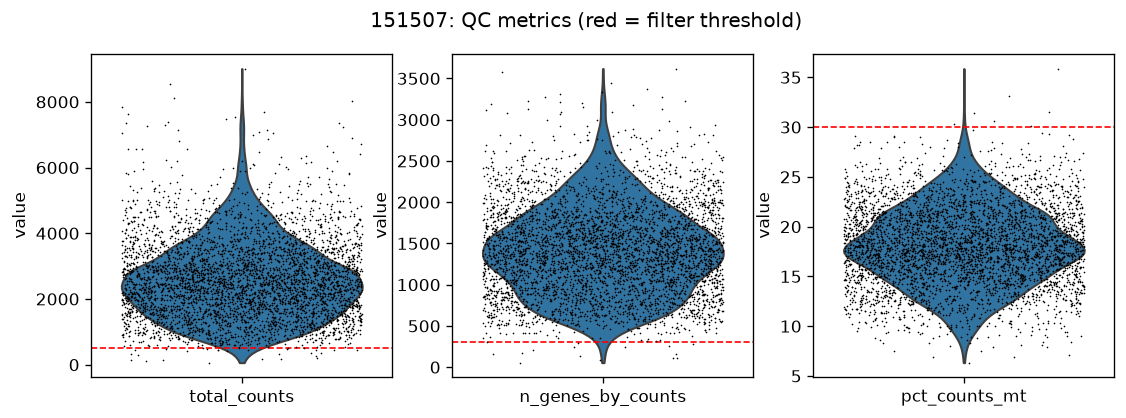 151507: QC metrics (red = filter threshold)
value
8000
6000
4000
2000
0
total_counts
value
3500
3000
2500
2000
1500
1000
500
0
n_genes_by_counts
value
35
30
25
20
15
10
5
pct_counts_mt